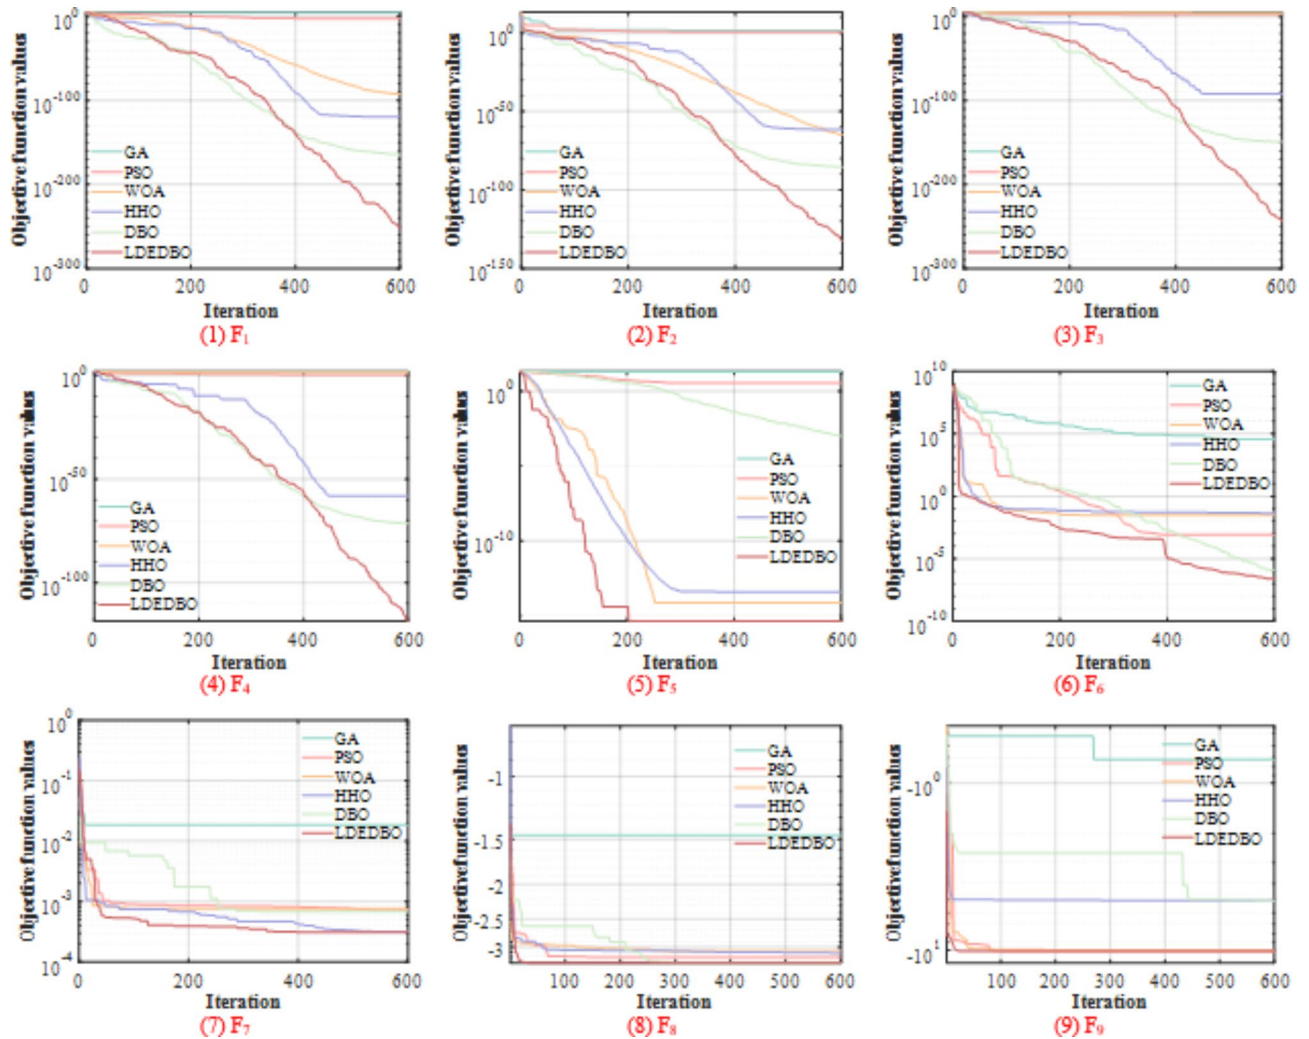 Objective function values
10^0
10^-100
10^-200
10^-300
GA
PSO
WOA
HHO
DBO
LDEDBO
0 200 400 600
Iteration
(1) F₁
Objective function values
10^0
10^-50
10^-100
10^-150
GA
PSO
WOA
HHO
DBO
LDEDBO
0 200 400 600
Iteration
(2) F₂
Objective function values
10^0
10^-100
10^-200
10^-300
GA
PSO
WOA
HHO
DBO
LDEDBO
0 200 400 600
Iteration
(3) F₃
Objective function values
10^0
10^-50
10^-100
GA
PSO
WOA
HHO
DBO
LDEDBO
0 200 400 600
Iteration
(4) F₄
Objective function values
10^0
10^-10
GA
PSO
WOA
HHO
DBO
LDEDBO
0 200 400 600
Iteration
(5) F₅
Objective function values
10^10
10^5
10^0
10^-5
10^-10
GA
PSO
WOA
HHO
DBO
LDEDBO
0 200 400 600
Iteration
(6) F₆
Objective function values
10^0
10^-1
10^-2
10^-3
10^-4
GA
PSO
WOA
HHO
DBO
LDEDBO
0 200 400 600
Iteration
(7) F₇
Objective function values
-1
-1.5
-2
-2.5
-3
GA
PSO
WOA
HHO
DBO
LDEDBO
100 200 300 400 500 600
Iteration
(8) F₈
Objective function values
-10^0
-10^1
GA
PSO
WOA
HHO
DBO
LDEDBO
100 200 300 400 500 600
Iteration
(9) F₉